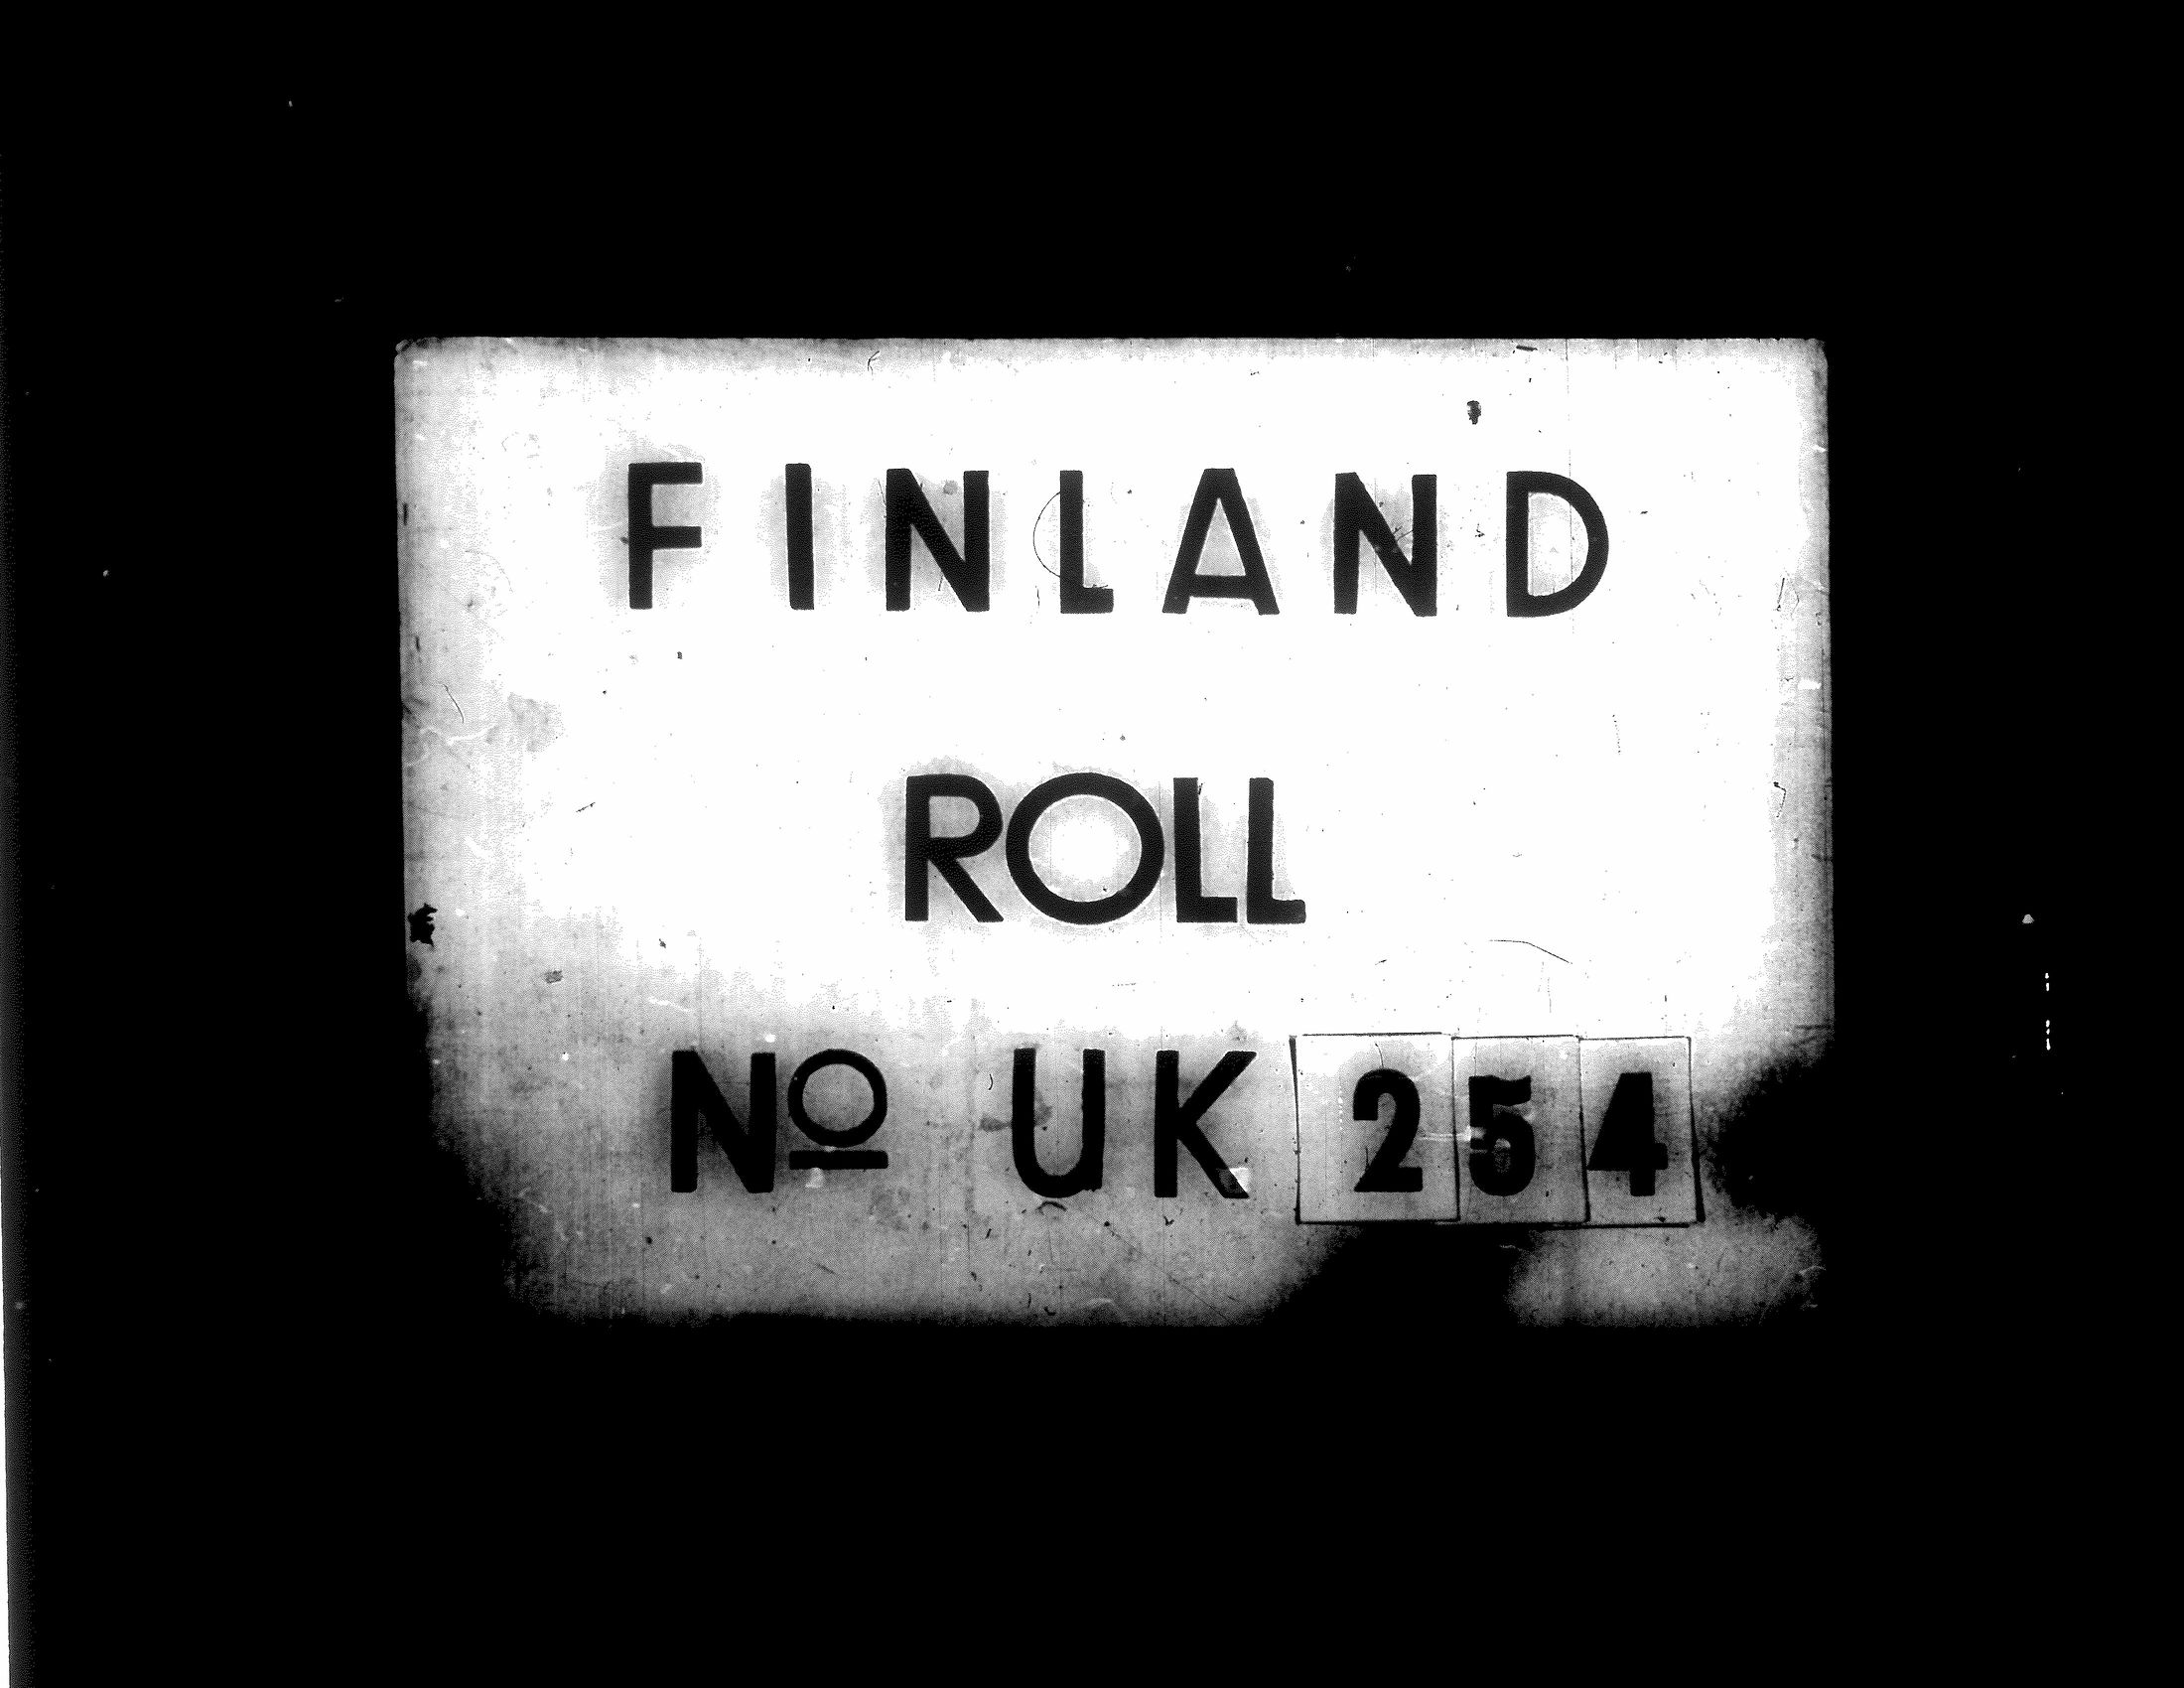 FINLAND
ROLL
Nº UK 254